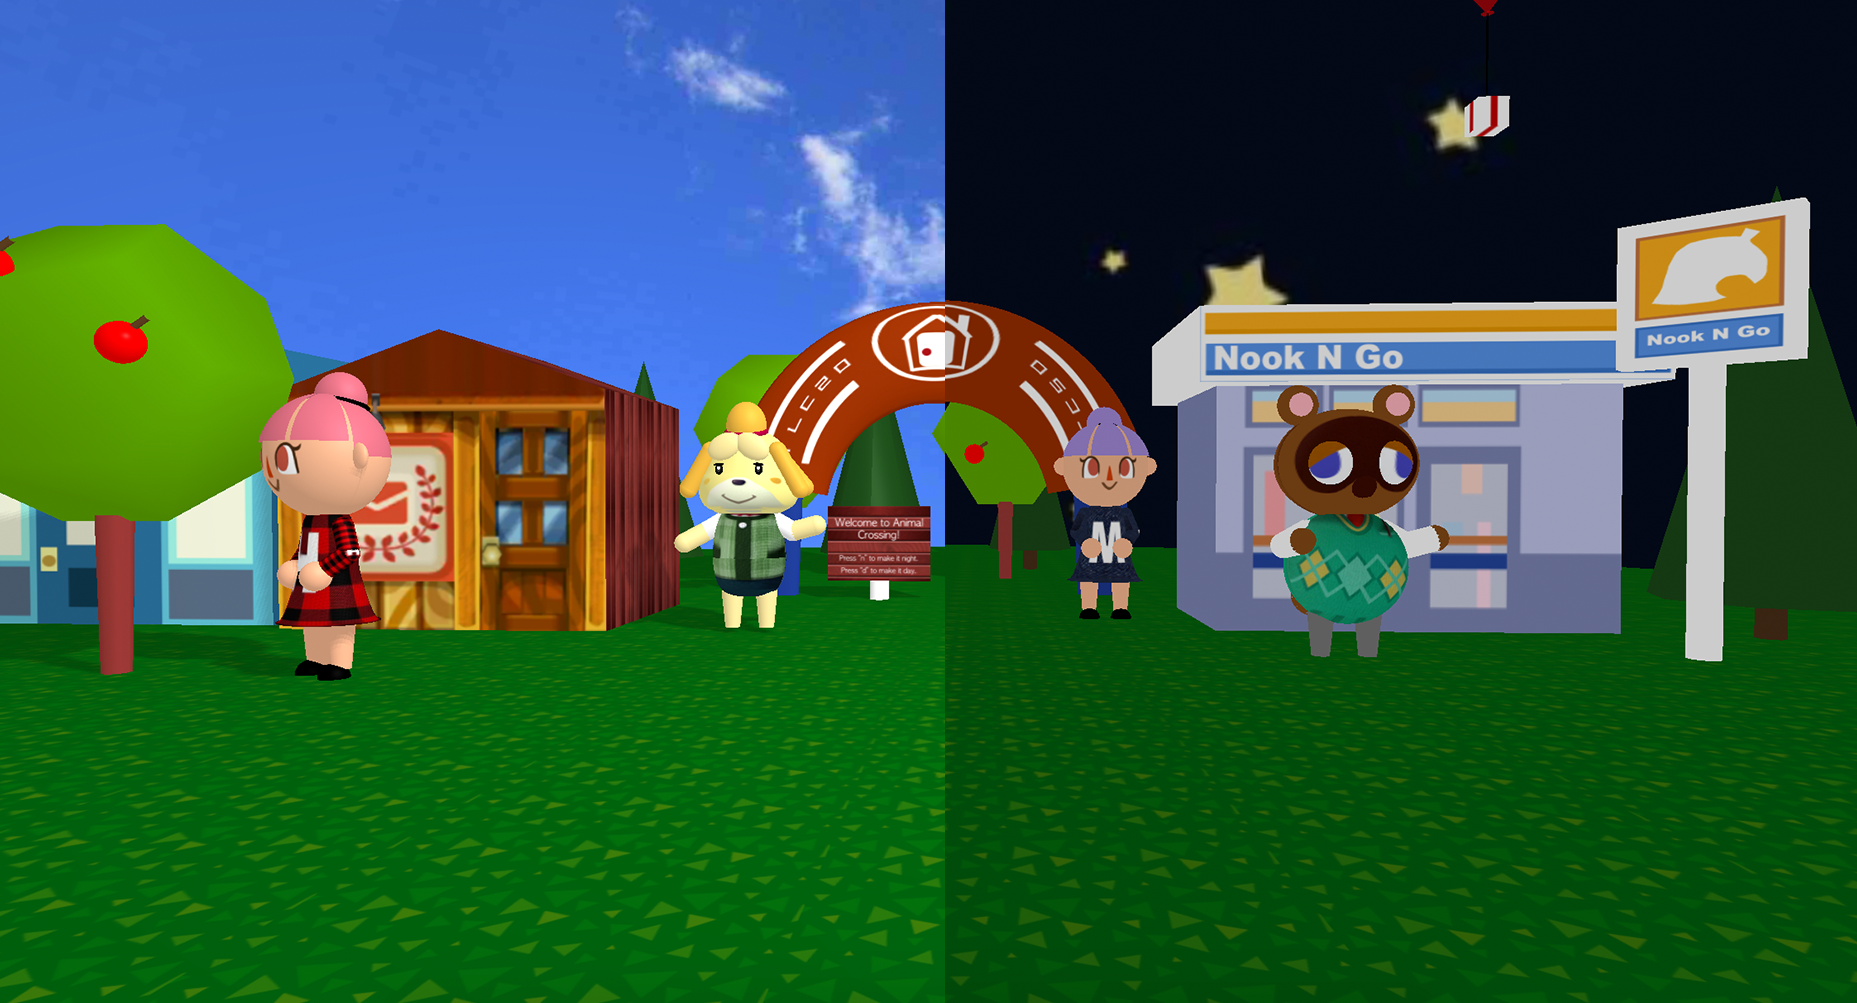 Welcome to Animal
Crossing!
Press "n" to make it night.
Press "d" to make it day.
M
Nook N Go
Nook N Go